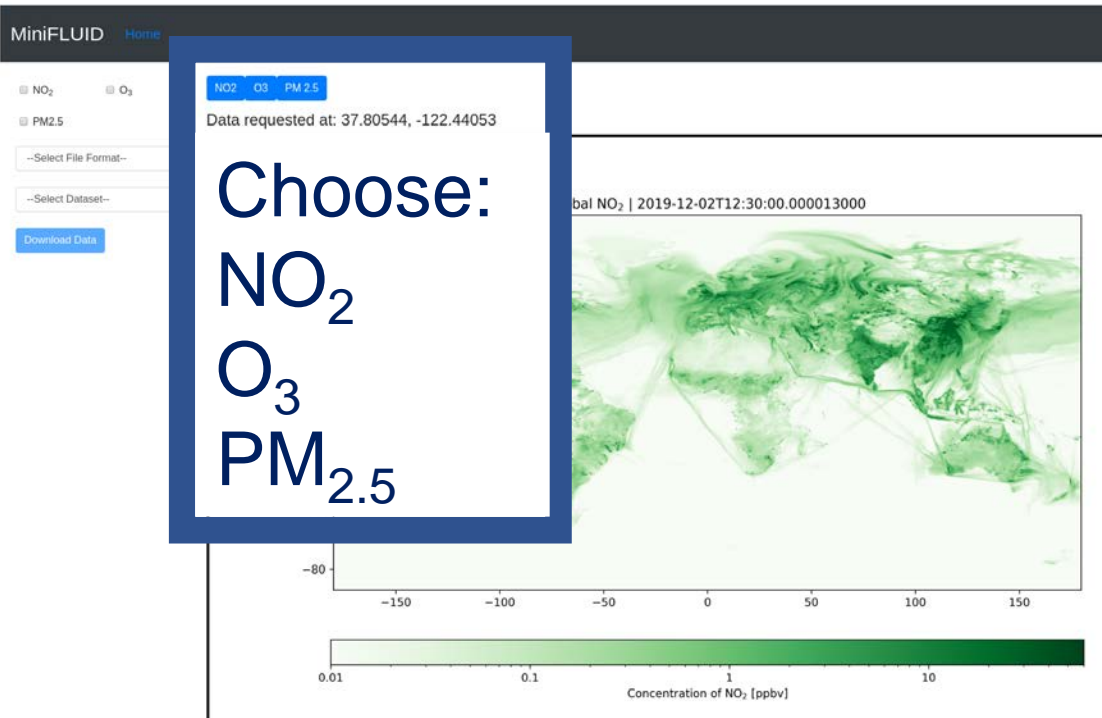 MiniFLUID Home
NO₂ O₃
PM2.5
--Select File Format--
--Select Dataset--
Download Data
NO2 O3 PM 2.5
Data requested at: 37.80544, -122.44053
Choose:
NO₂
O₃
PM₂.₅
bal NO₂ | 2019-12-02T12:30:00.000013000
−80
−150 −100 −50 0 50 100 150
0.01 0.1 1 10
Concentration of NO₂ [ppbv]